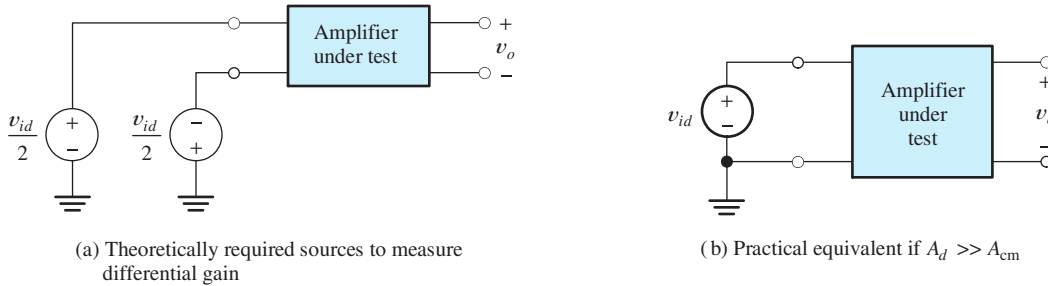 Amplifier
under test
+
v_o
−
v_id/2
+
−
v_id/2
−
+
(a) Theoretically required sources to measure
differential gain
v_id
+
−
Amplifier
under
test
+
−
(b) Practical equivalent if A_d >> A_cm